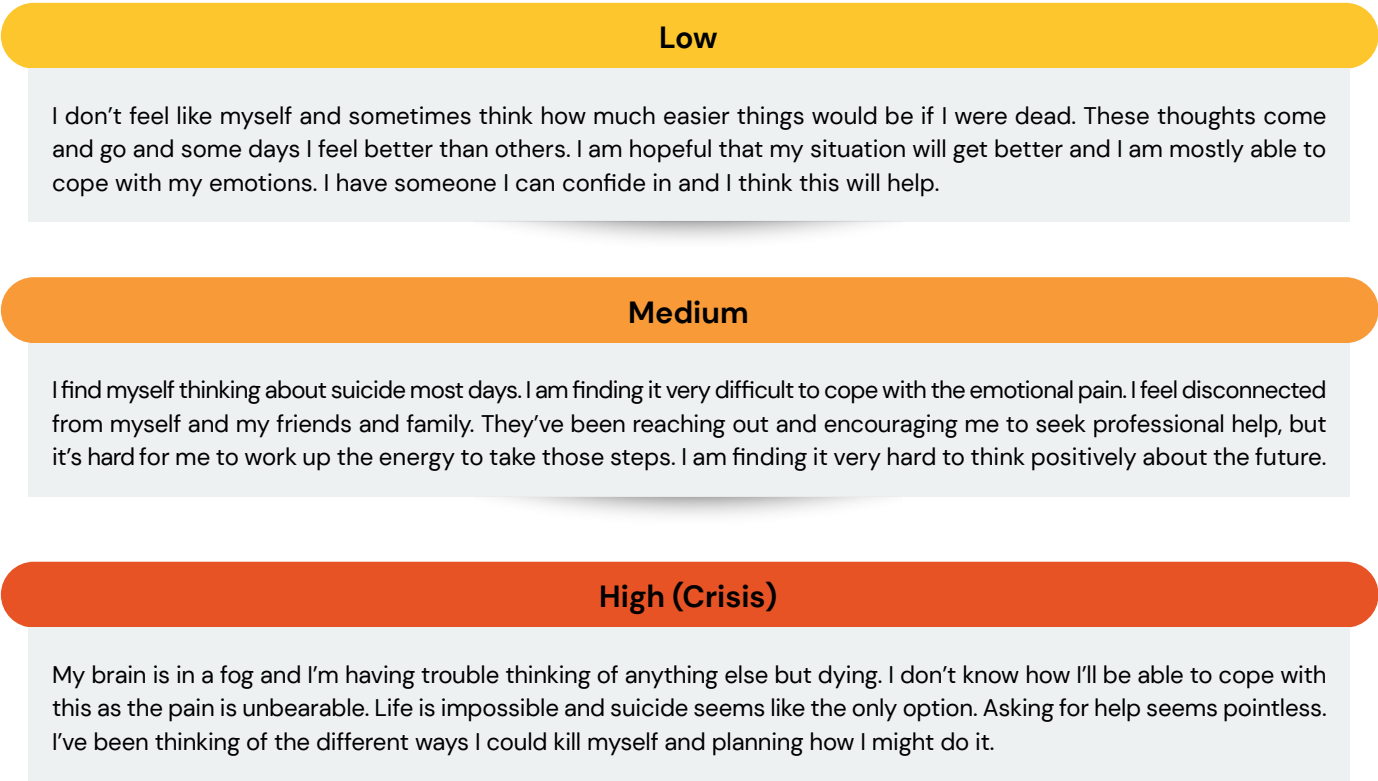 Low
I don’t feel like myself and sometimes think how much easier things would be if I were dead. These thoughts come
and go and some days I feel better than others. I am hopeful that my situation will get better and I am mostly able to
cope with my emotions. I have someone I can confide in and I think this will help.
Medium
I find myself thinking about suicide most days. I am finding it very difficult to cope with the emotional pain. I feel disconnected
from myself and my friends and family. They’ve been reaching out and encouraging me to seek professional help, but
it’s hard for me to work up the energy to take those steps. I am finding it very hard to think positively about the future.
High (Crisis)
My brain is in a fog and I’m having trouble thinking of anything else but dying. I don’t know how I’ll be able to cope with
this as the pain is unbearable. Life is impossible and suicide seems like the only option. Asking for help seems pointless.
I’ve been thinking of the different ways I could kill myself and planning how I might do it.